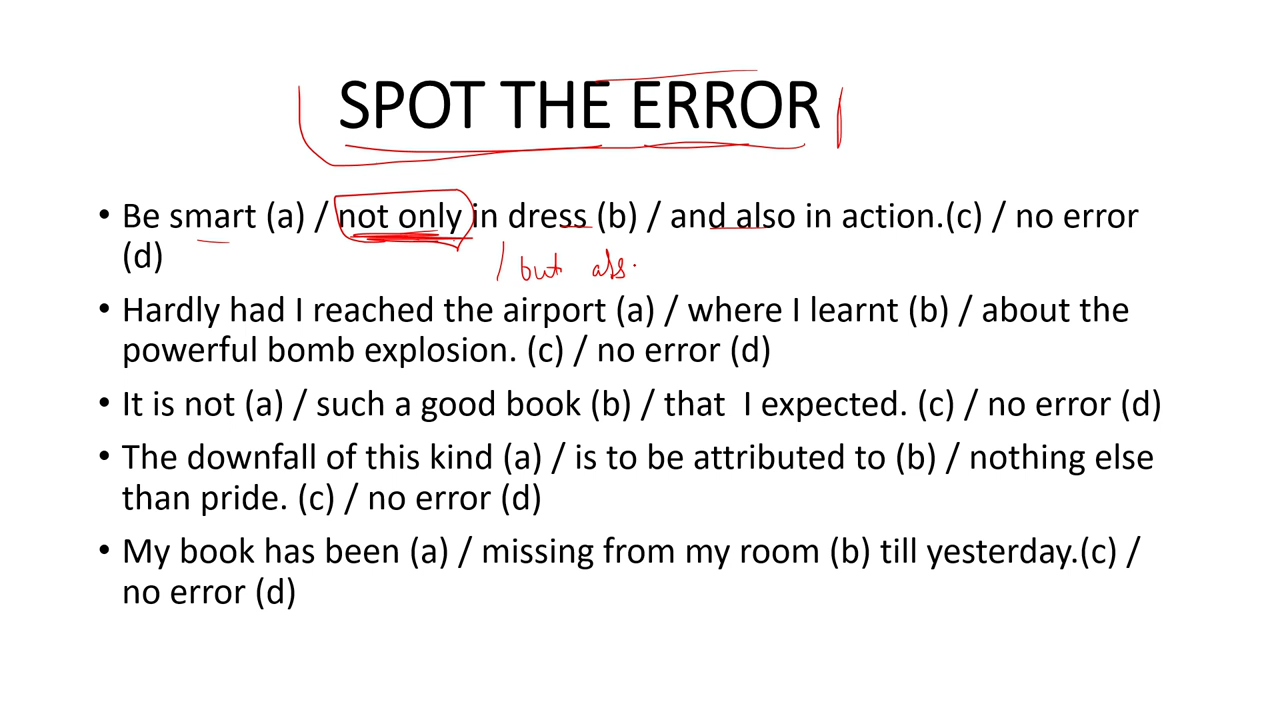 SPOT THE ERROR
• Be smart (a) / not only in dress (b) / and also in action.(c) / no error
(d)
but als.
• Hardly had I reached the airport (a) / where I learnt (b) / about the
powerful bomb explosion. (c) / no error (d)
• It is not (a) / such a good book (b) / that I expected. (c) / no error (d)
• The downfall of this kind (a) / is to be attributed to (b) / nothing else
than pride. (c) / no error (d)
• My book has been (a) / missing from my room (b) till yesterday.(c) /
no error (d)